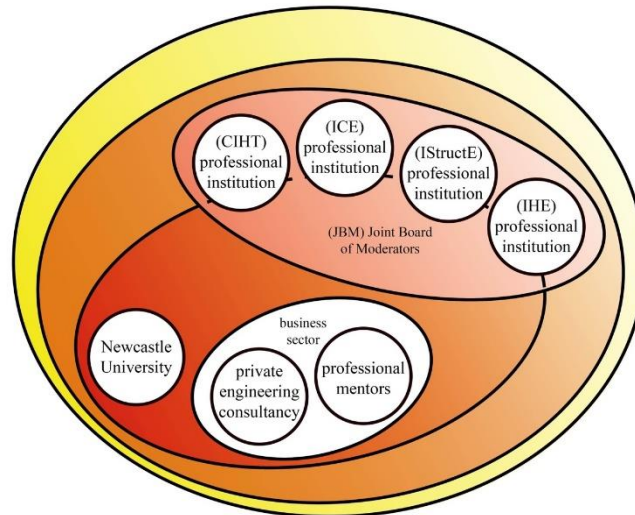 (CIHT)
professional
institution
(ICE)
professional
institution
(IStructE)
professional
institution
(IHE)
professional
institution
(JBM) Joint Board
of Moderators
Newcastle
University
business
sector
private
engineering
consultancy
professional
mentors